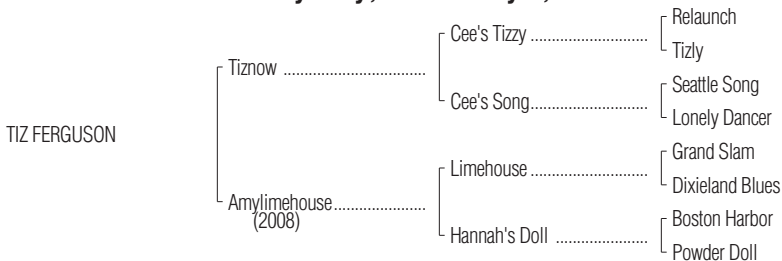 Relaunch
Cee's Tizzy ........................
Tizly
Tiznow .....................................
Seattle Song
Cee's Song........................
Lonely Dancer
TIZ FERGUSON
Grand Slam
Limehouse ........................
Dixieland Blues
Amylimehouse........................
(2008)
Boston Harbor
Hannah's Doll ........................
Powder Doll